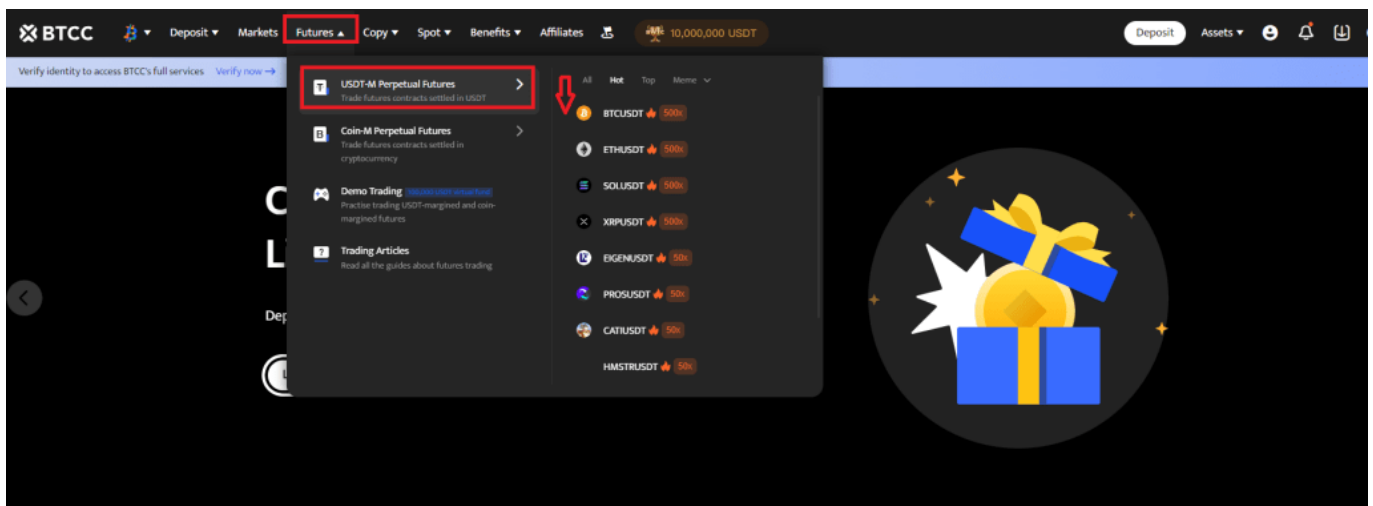 BTCC
Deposit
Markets
Futures
Copy
Spot
Benefits
Affiliates
10,000,000 USDT
Deposit
Assets
Verify identity to access BTCC's full services Verify now →
USDT-M Perpetual Futures
Trade futures contracts settled in USDT
Coin-M Perpetual Futures
Trade futures contracts settled in
cryptocurrency
Demo Trading
Practise trading USDT-margined and coin-
margined futures
Trading Articles
Read all the guides about futures trading
All Hot Top Meme
BTCUSDT 500x
ETHUSDT 500x
SOLUSDT 500x
XRPUSDT 500x
EIGENUSDT 50x
PROSUSDT 50x
CATIUSDT 50x
HMSTRUSDT 50x
C
L
Dep